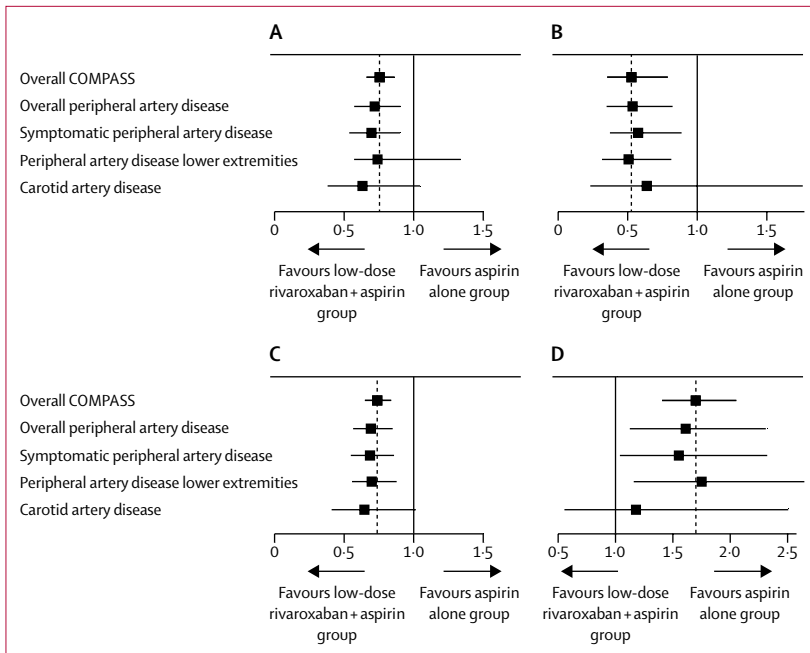 A
B
Overall COMPASS
Overall peripheral artery disease
Symptomatic peripheral artery disease
Peripheral artery disease lower extremities
Carotid artery disease
0 0·5 1·0 1·5
0 0·5 1·0 1·5
Favours low-dose
rivaroxaban + aspirin
group
Favours aspirin
alone group
Favours low-dose
rivaroxaban + aspirin
group
Favours aspirin
alone group
C
D
Overall COMPASS
Overall peripheral artery disease
Symptomatic peripheral artery disease
Peripheral artery disease lower extremities
Carotid artery disease
0 0·5 1·0 1·5
0·5 1·0 1·5 2·0 2·5
Favours low-dose
rivaroxaban + aspirin
group
Favours aspirin
alone group
Favours low-dose
rivaroxaban + aspirin
group
Favours aspirin
alone group